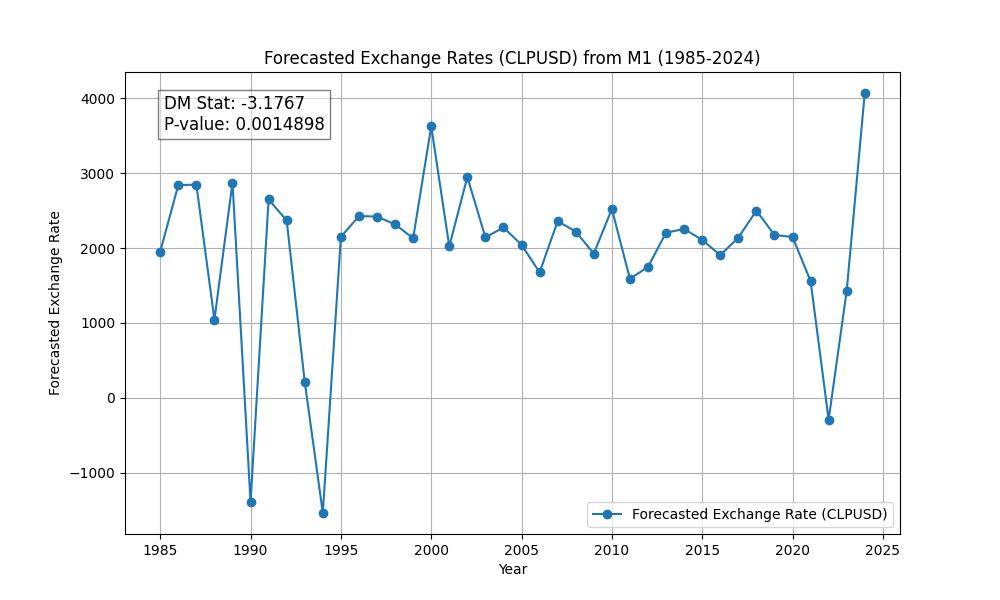 Forecasted Exchange Rates (CLPUSD) from M1 (1985-2024)
DM Stat: -3.1767
P-value: 0.0014898
4000
3000
2000
1000
0
−1000
Forecasted Exchange Rate
Forecasted Exchange Rate (CLPUSD)
1985 1990 1995 2000 2005 2010 2015 2020 2025
Year